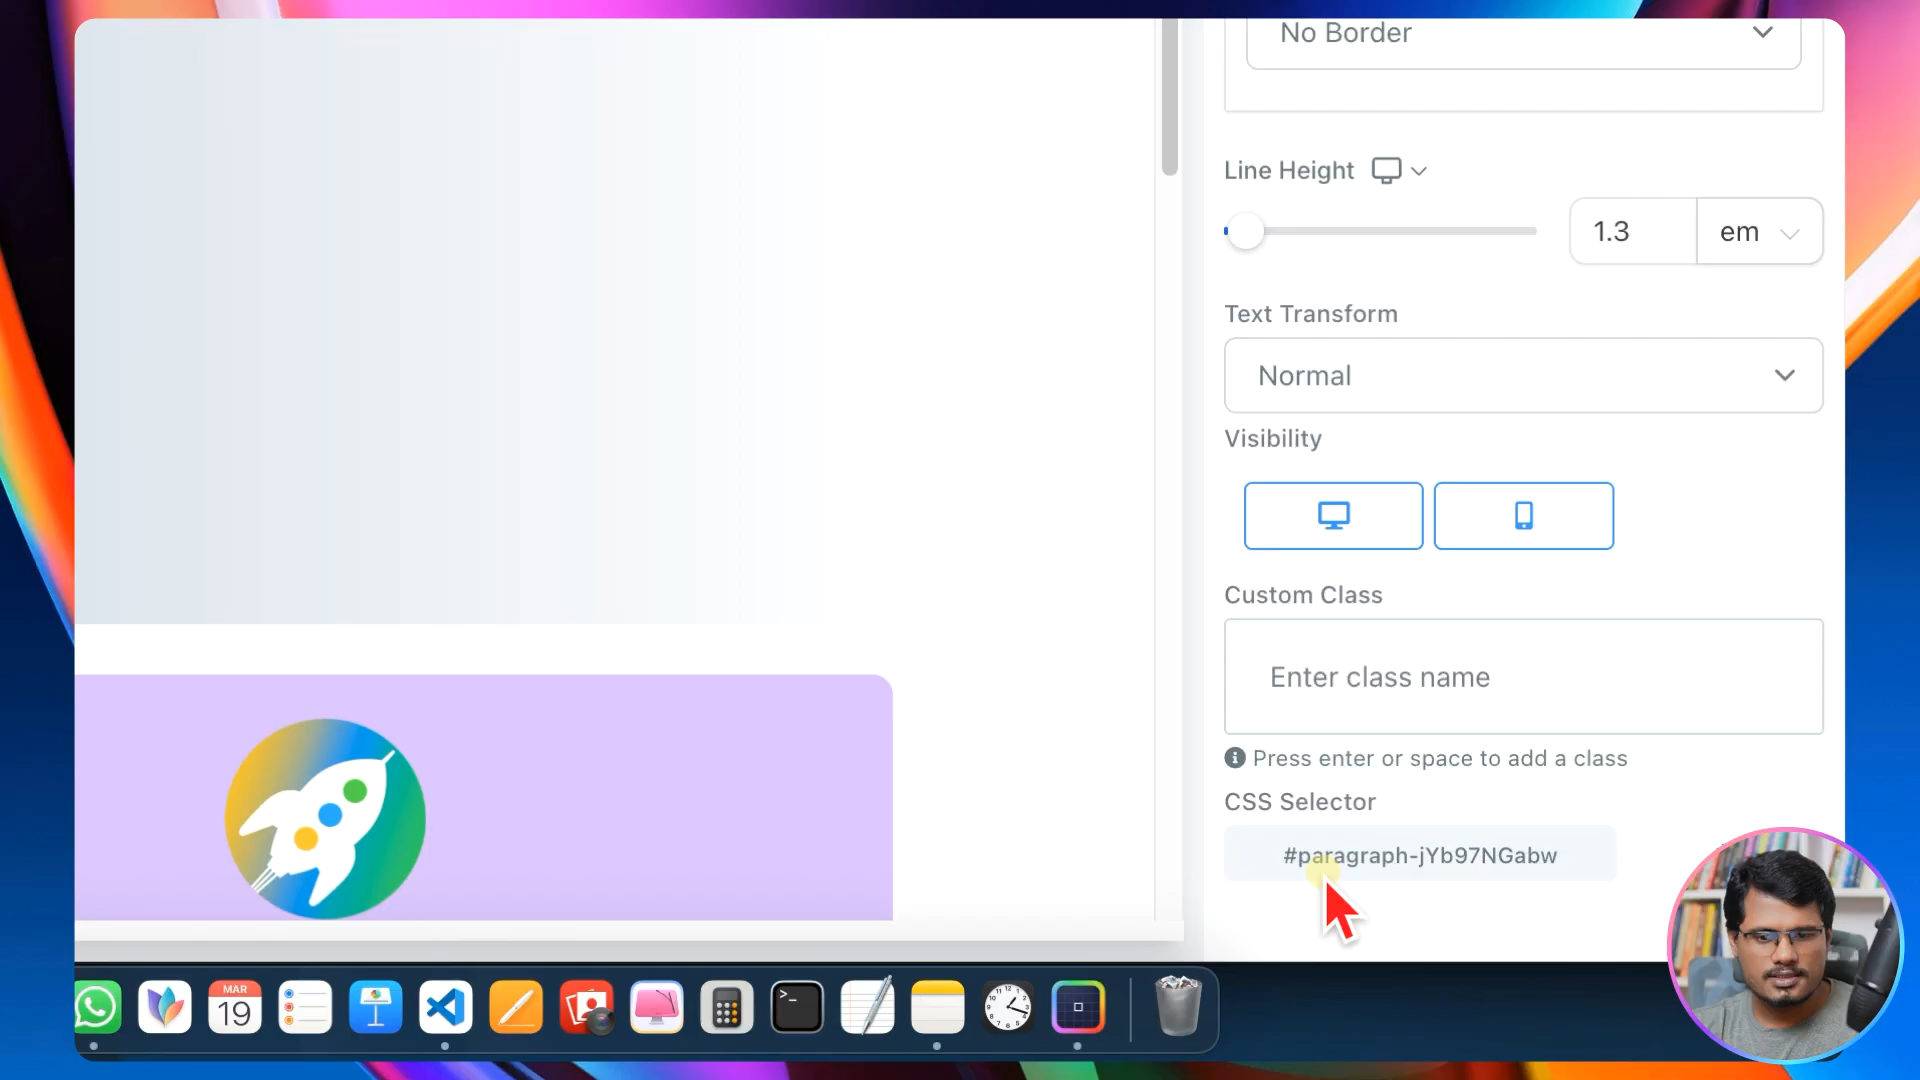 No Border
Line Height
1.3
em
Text Transform
Normal
Visibility
Custom Class
Enter class name
Press enter or space to add a class
CSS Selector
#paragraph-jYb97NGabw
MAR
19
>_